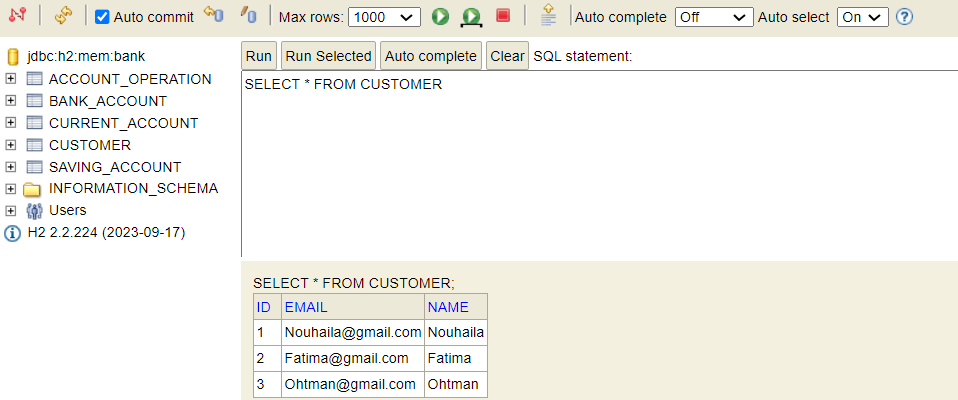 Auto commit Max rows: 1000 Auto complete Off Auto select On ?
jdbc:h2:mem:bank
ACCOUNT_OPERATION
BANK_ACCOUNT
CURRENT_ACCOUNT
CUSTOMER
SAVING_ACCOUNT
INFORMATION_SCHEMA
Users
H2 2.2.224 (2023-09-17)
Run Run Selected Auto complete Clear SQL statement:
SELECT * FROM CUSTOMER
SELECT * FROM CUSTOMER;
ID EMAIL NAME
1 Nouhaila@gmail.com Nouhaila
2 Fatima@gmail.com Fatima
3 Ohtman@gmail.com Ohtman